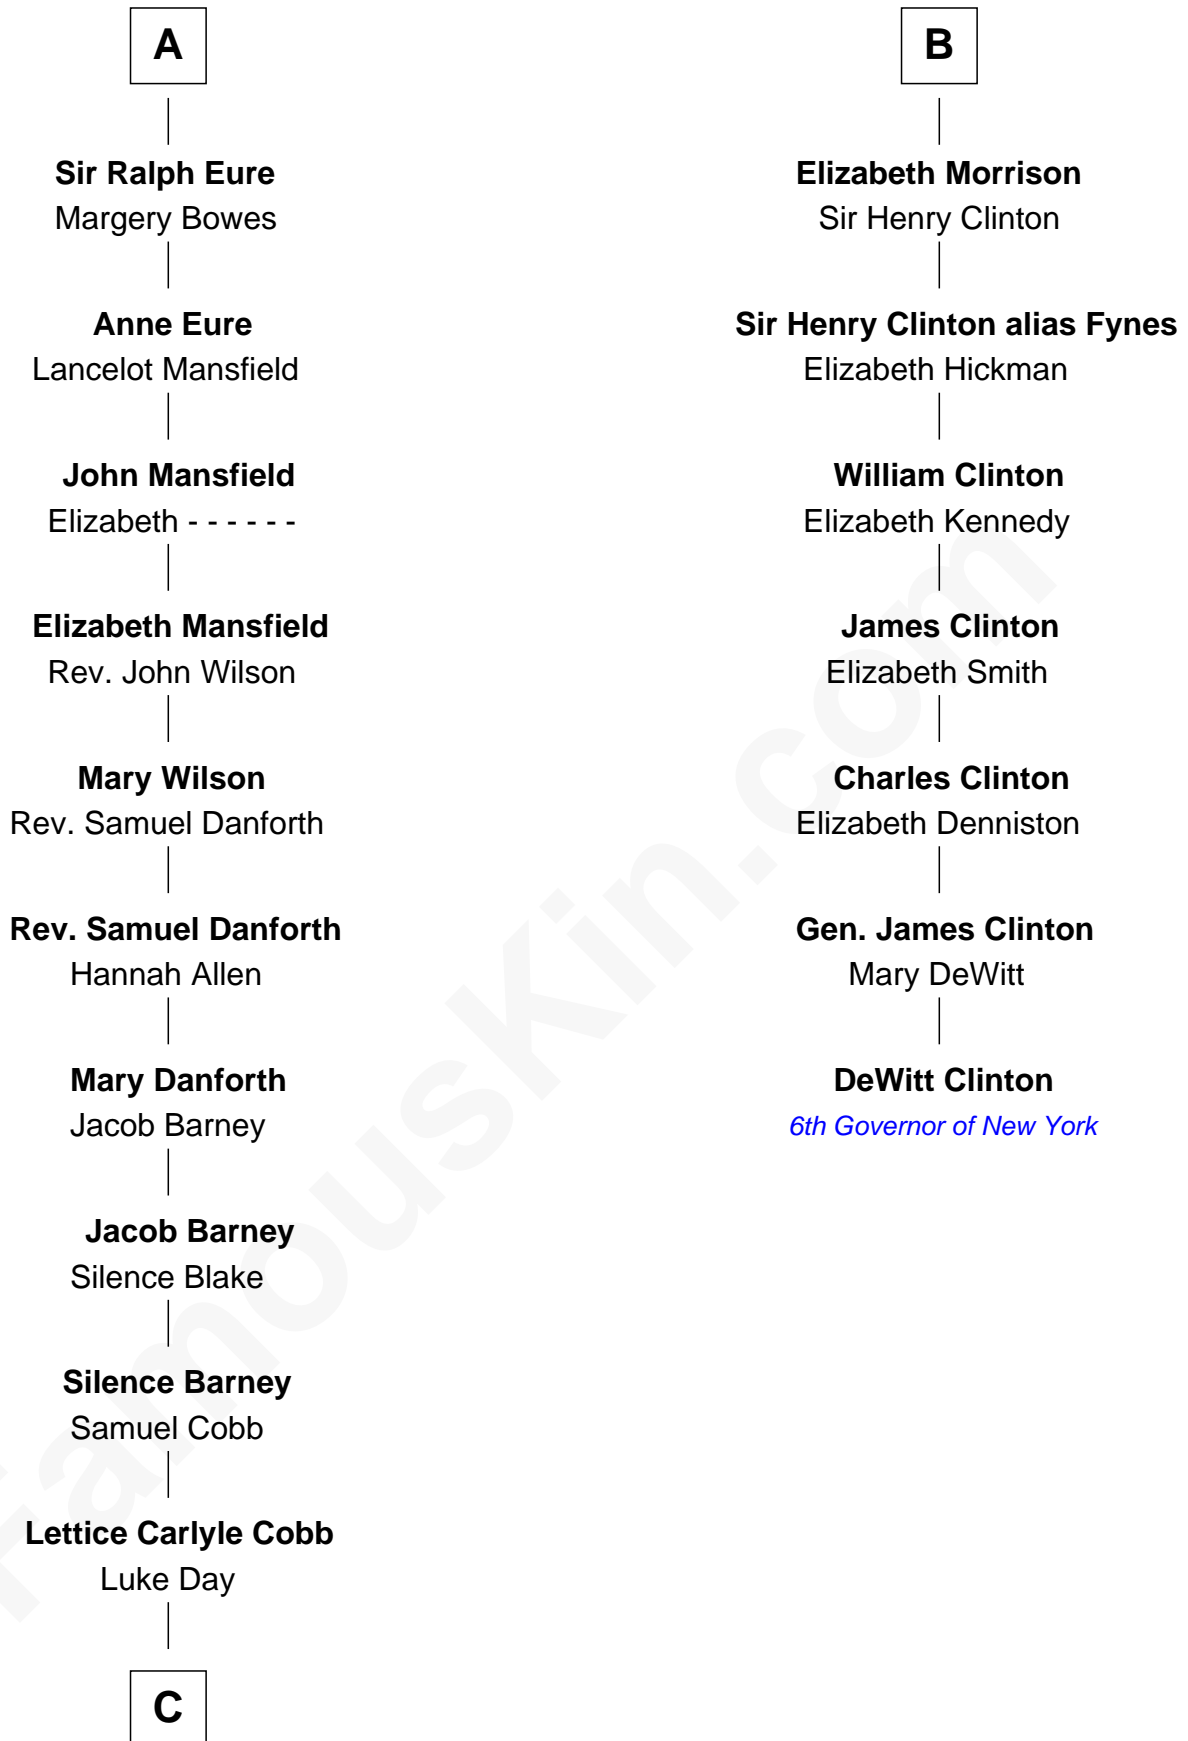 A
Sir Ralph Eure
Margery Bowes
Anne Eure
Lancelot Mansfield
John Mansfield
Elizabeth - - - - - -
Elizabeth Mansfield
Rev. John Wilson
Mary Wilson
Rev. Samuel Danforth
Rev. Samuel Danforth
Hannah Allen
Mary Danforth
Jacob Barney
Jacob Barney
Silence Blake
Silence Barney
Samuel Cobb
Lettice Carlyle Cobb
Luke Day
C
B
Elizabeth Morrison
Sir Henry Clinton
Sir Henry Clinton alias Fynes
Elizabeth Hickman
William Clinton
Elizabeth Kennedy
James Clinton
Elizabeth Smith
Charles Clinton
Elizabeth Denniston
Gen. James Clinton
Mary DeWitt
DeWitt Clinton
6th Governor of New York
FamousKin.com